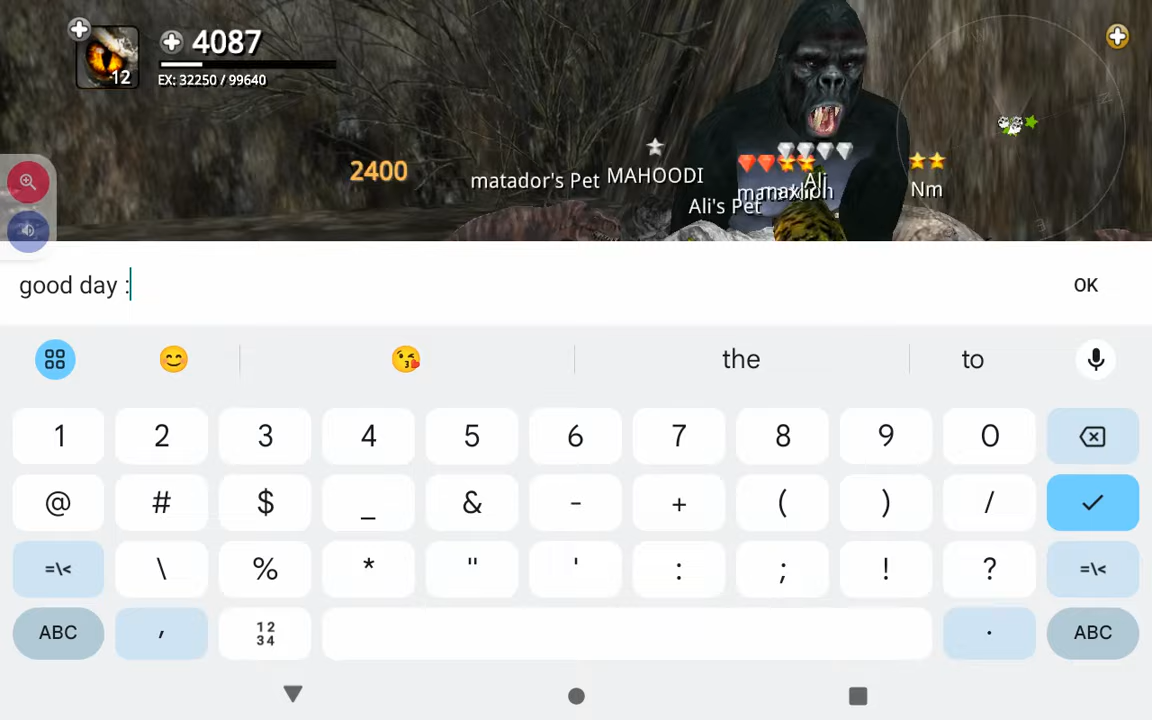 4087
12
EX: 32250 / 99640
2400
matador's Pet
MAHOODI
Ali
Ali's Pet
Nm
good day :
OK
the
to
1 2 3 4 5 6 7 8 9 0
@ # $ _ & - + ( ) /
=\< \ % * " ' : ; ! ? =\<
ABC , 12 34 . ABC